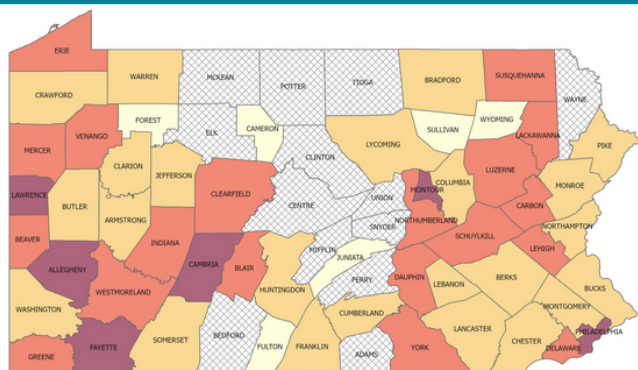 ERIE
WARREN
MCKEAN
POTTER
TIOGA
BRADFORD
SUSQUEHANNA
WAYNE
CRAWFORD
FOREST
ELK
CAMERON
SULLIVAN
WYOMING
LACKAWANNA
PIKE
MERCER
VENANGO
CLARION
JEFFERSON
CLINTON
LYCOMING
LUZERNE
MONROE
LAWRENCE
BUTLER
ARMSTRONG
CLEARFIELD
CENTRE
UNION
MONTOUR
COLUMBIA
CARBON
NORTHUMBERLAND
SNYDER
NORTHAMPTON
BEAVER
INDIANA
MIFFLIN
SCHUYLKILL
LEHIGH
ALLEGHENY
CAMBRIA
BLAIR
JUNIATA
PERRY
DAUPHIN
LEBANON
BERKS
BUCKS
WESTMORELAND
HUNTINGDON
MONTGOMERY
WASHINGTON
SOMERSET
BEDFORD
FULTON
FRANKLIN
CUMBERLAND
ADAMS
YORK
LANCASTER
CHESTER
DELAWARE
PHILADELPHIA
GREENE
FAYETTE